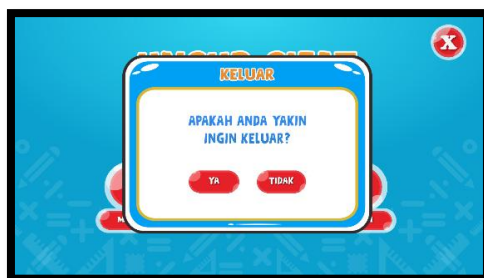 X
KELUAR
APAKAH ANDA YAKIN
INGIN KELUAR?
YA
TIDAK